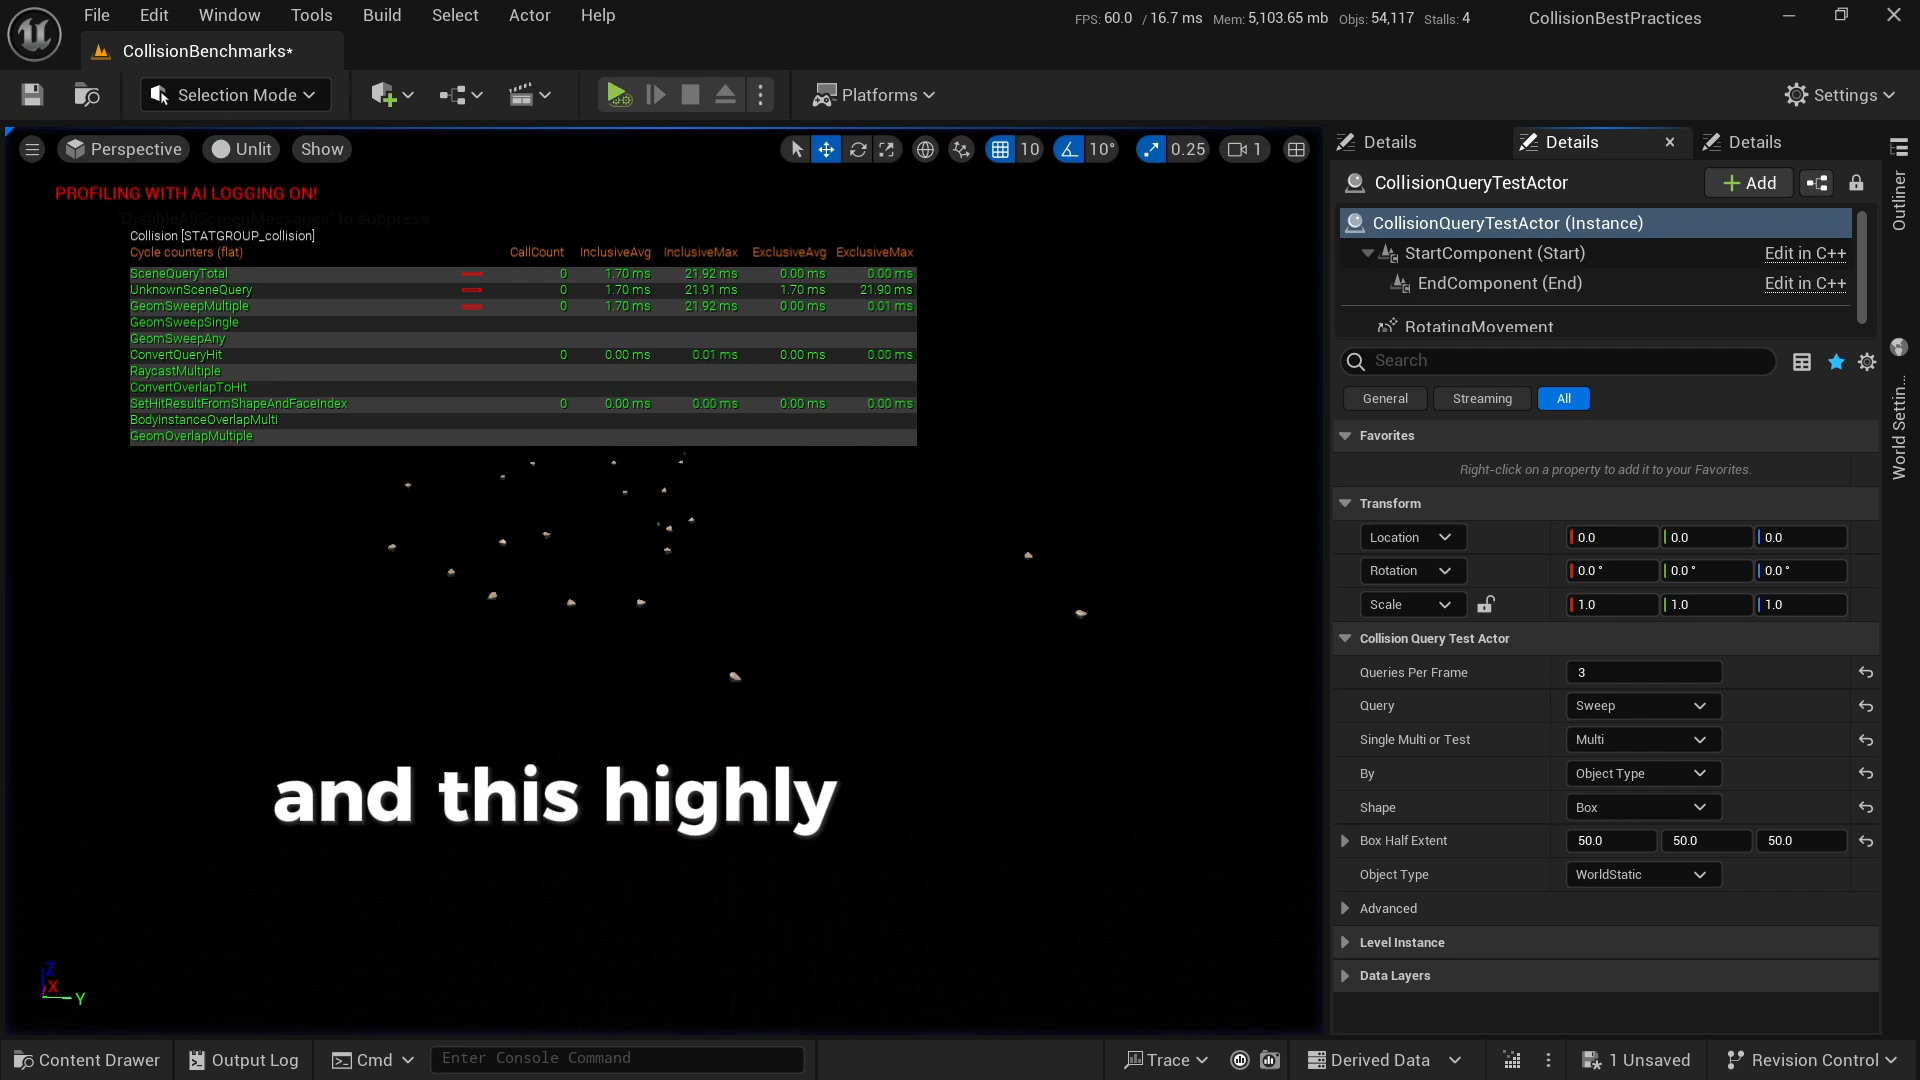 File Edit Window Tools Build Select Actor Help
FPS: 60.0 / 16.7 ms Mem: 5,103.65 mb Objs: 54,117 Stalls: 4
CollisionBestPractices
CollisionBenchmarks*
Selection Mode
Platforms
Settings
Perspective Unlit Show
10 10° 0.25 1
PROFILING WITH AI LOGGING ON!
'DisableAllScreenMessages' to suppress
Collision [STATGROUP_collision]
Cycle counters (flat) CallCount InclusiveAvg InclusiveMax ExclusiveAvg ExclusiveMax
SceneQueryTotal 0 1.70 ms 21.92 ms 0.00 ms 0.00 ms
UnknownSceneQuery 0 1.70 ms 21.91 ms 1.70 ms 21.90 ms
GeomSweepMultiple 0 1.70 ms 21.92 ms 0.00 ms 0.01 ms
GeomSweepSingle
GeomSweepAny
ConvertQueryHit 0 0.00 ms 0.01 ms 0.00 ms 0.00 ms
RaycastMultiple
ConvertOverlapToHit
SetHitResultFromShapeAndFaceIndex 0 0.00 ms 0.00 ms 0.00 ms 0.00 ms
BodyInstanceOverlapMulti
GeomOverlapMultiple
and this highly
Z
X
Y
Details Details Details
CollisionQueryTestActor
Add
CollisionQueryTestActor (Instance)
StartComponent (Start) Edit in C++
EndComponent (End) Edit in C++
RotatingMovement
Search
General Streaming All
Favorites
Right-click on a property to add it to your Favorites.
Transform
Location 0.0 0.0 0.0
Rotation 0.0 ° 0.0 ° 0.0 °
Scale 1.0 1.0 1.0
Collision Query Test Actor
Queries Per Frame 3
Query Sweep
Single Multi or Test Multi
By Object Type
Shape Box
Box Half Extent 50.0 50.0 50.0
Object Type WorldStatic
Advanced
Level Instance
Data Layers
Outliner
World Settin...
Content Drawer Output Log Cmd Enter Console Command
Trace Derived Data 1 Unsaved Revision Control